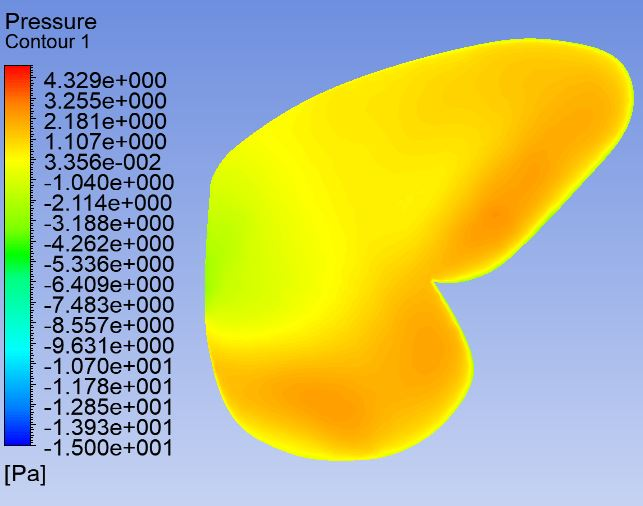 Pressure
Contour 1
4.329e+000
3.255e+000
2.181e+000
1.107e+000
3.356e-002
-1.040e+000
-2.114e+000
-3.188e+000
-4.262e+000
-5.336e+000
-6.409e+000
-7.483e+000
-8.557e+000
-9.631e+000
-1.070e+001
-1.178e+001
-1.285e+001
-1.393e+001
-1.500e+001
[Pa]